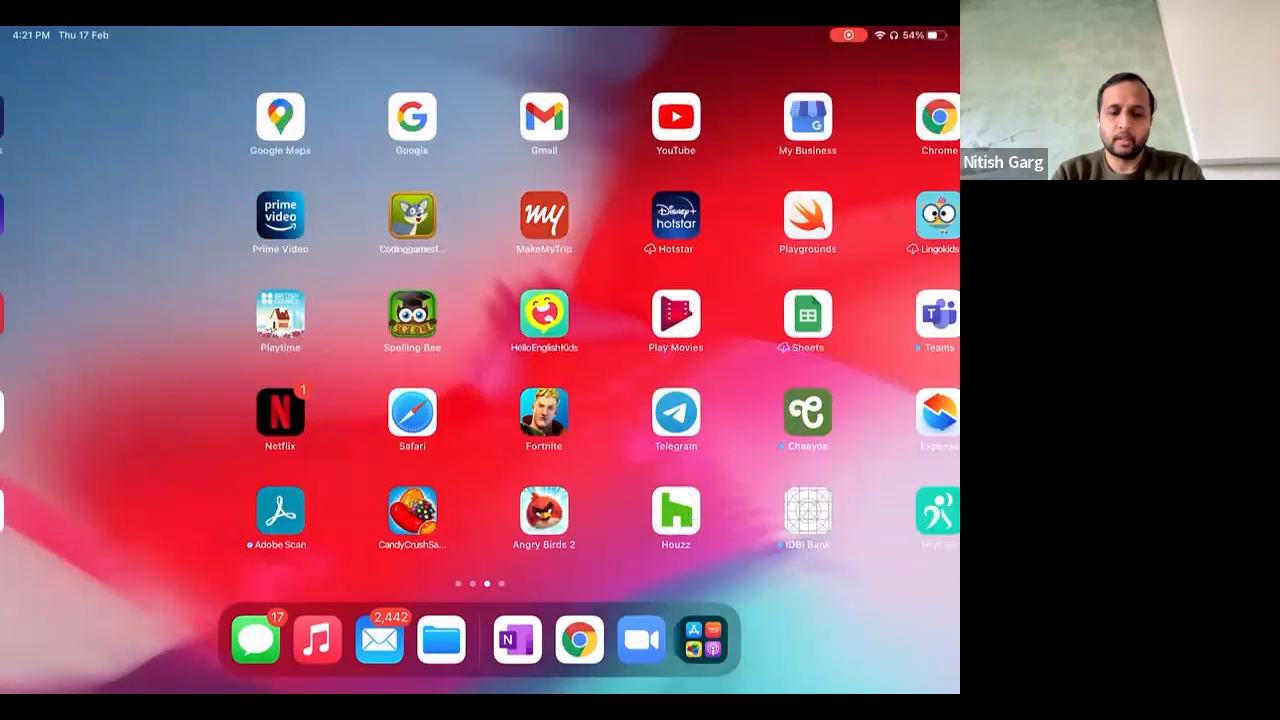 4:21 PM Thu 17 Feb 54%
Google Maps Google Gmail YouTube My Business Chrome
prime video Disney+ hotstar
Prime Video Codinggames!... MakeMyTrip Hotstar Playgrounds Lingokids
BRITISH COUNCIL SPELL
Playtime Spelling Bee HelloEnglishKids Play Movies Sheets Teams
1
Netflix Safari Fortnite Telegram Chaayos Expens
Adobe Scan CandyCrushSa... Angry Birds 2 Houzz IDBI Bank
17 2,442
Nitish Garg